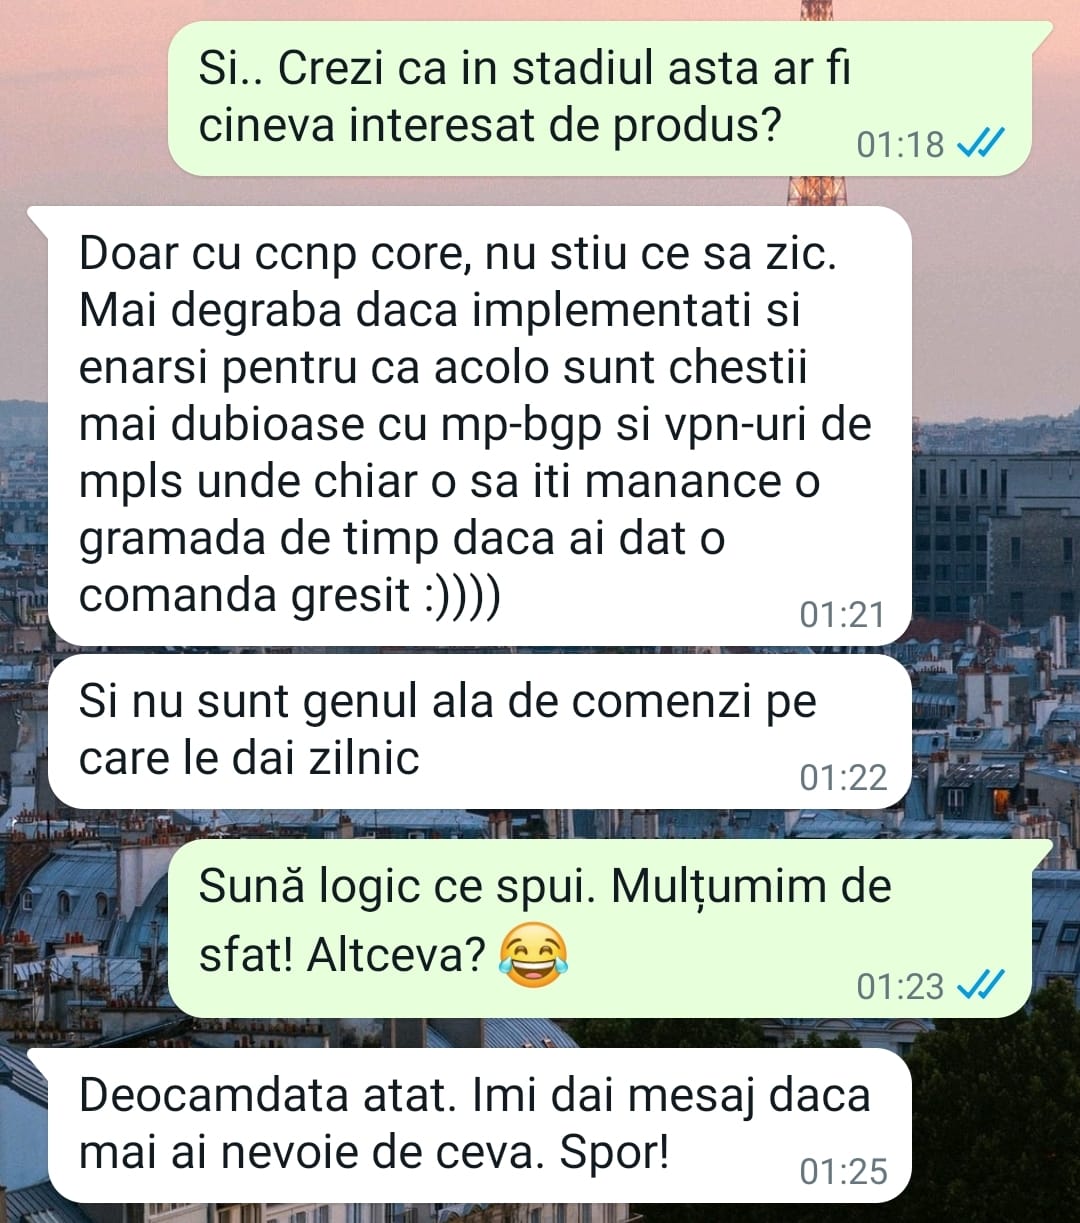 Si.. Crezi ca in stadiul asta ar fi
cineva interesat de produs?
01:18
Doar cu ccnp core, nu stiu ce sa zic.
Mai degraba daca implementati si
enarsi pentru ca acolo sunt chestii
mai dubioase cu mp-bgp si vpn-uri de
mpls unde chiar o sa iti manance o
gramada de timp daca ai dat o
comanda gresit :))))
01:21
Si nu sunt genul ala de comenzi pe
care le dai zilnic
01:22
Sună logic ce spui. Mulțumim de
sfat! Altceva? 😂
01:23
Deocamdata atat. Imi dai mesaj daca
mai ai nevoie de ceva. Spor!
01:25